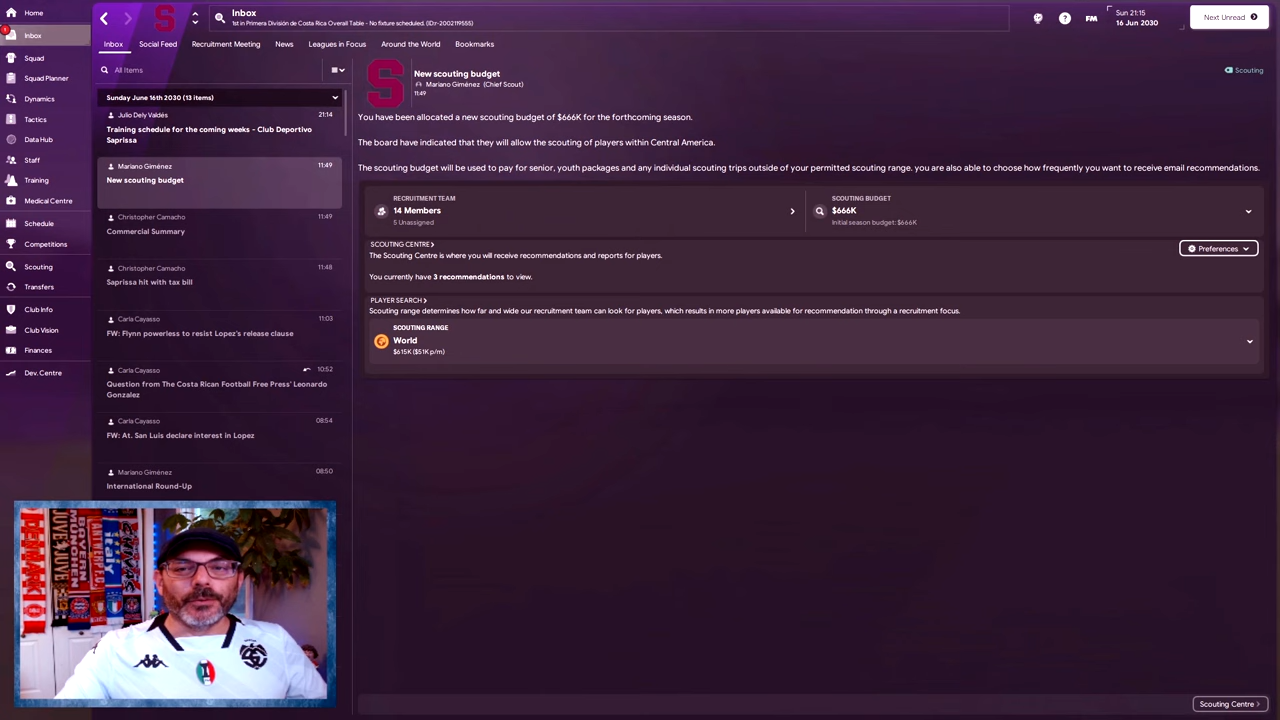 Home
Inbox
Squad
Squad Planner
Dynamics
Tactics
Data Hub
Staff
Training
Medical Centre
Schedule
Competitions
Scouting
Transfers
Club Info
Club Vision
Finances
Dev. Centre
Inbox
1st in Primera División de Costa Rica Overall Table - No fixture scheduled. (ID:r-2002119555)
FM
Sun 21:15
16 Jun 2030
Next Unread
Inbox
Social Feed
Recruitment Meeting
News
Leagues in Focus
Around the World
Bookmarks
All Items
Sunday June 16th 2030 (13 items)
Julio Dely Valdés 21:14
Training schedule for the coming weeks - Club Deportivo
Saprissa
Mariano Giménez 11:49
New scouting budget
Christopher Camacho 11:49
Commercial Summary
Christopher Camacho 11:48
Saprissa hit with tax bill
Carla Cayasso 11:03
FW: Flynn powerless to resist Lopez's release clause
Carla Cayasso 10:52
Question from The Costa Rican Football Free Press' Leonardo
Gonzalez
Carla Cayasso 08:54
FW: At. San Luis declare interest in Lopez
Mariano Giménez 08:50
International Round-Up
S
New scouting budget
Mariano Giménez (Chief Scout)
11:49
Scouting
You have been allocated a new scouting budget of $666K for the forthcoming season.
The board have indicated that they will allow the scouting of players within Central America.
The scouting budget will be used to pay for senior, youth packages and any individual scouting trips outside of your permitted scouting range. you are also able to choose how frequently you want to receive email recommendations.
RECRUITMENT TEAM
14 Members
5 Unassigned
SCOUTING BUDGET
$666K
Initial season budget: $666K
SCOUTING CENTRE
The Scouting Centre is where you will receive recommendations and reports for players.
Preferences
You currently have 3 recommendations to view.
PLAYER SEARCH
Scouting range determines how far and wide our recruitment team can look for players, which results in more players available for recommendation through a recruitment focus.
SCOUTING RANGE
World
$615K ($51K p/m)
DENMARK
JUVE
BAYERN
MÜNCHEN
ANTWERP
italy
Scouting Centre